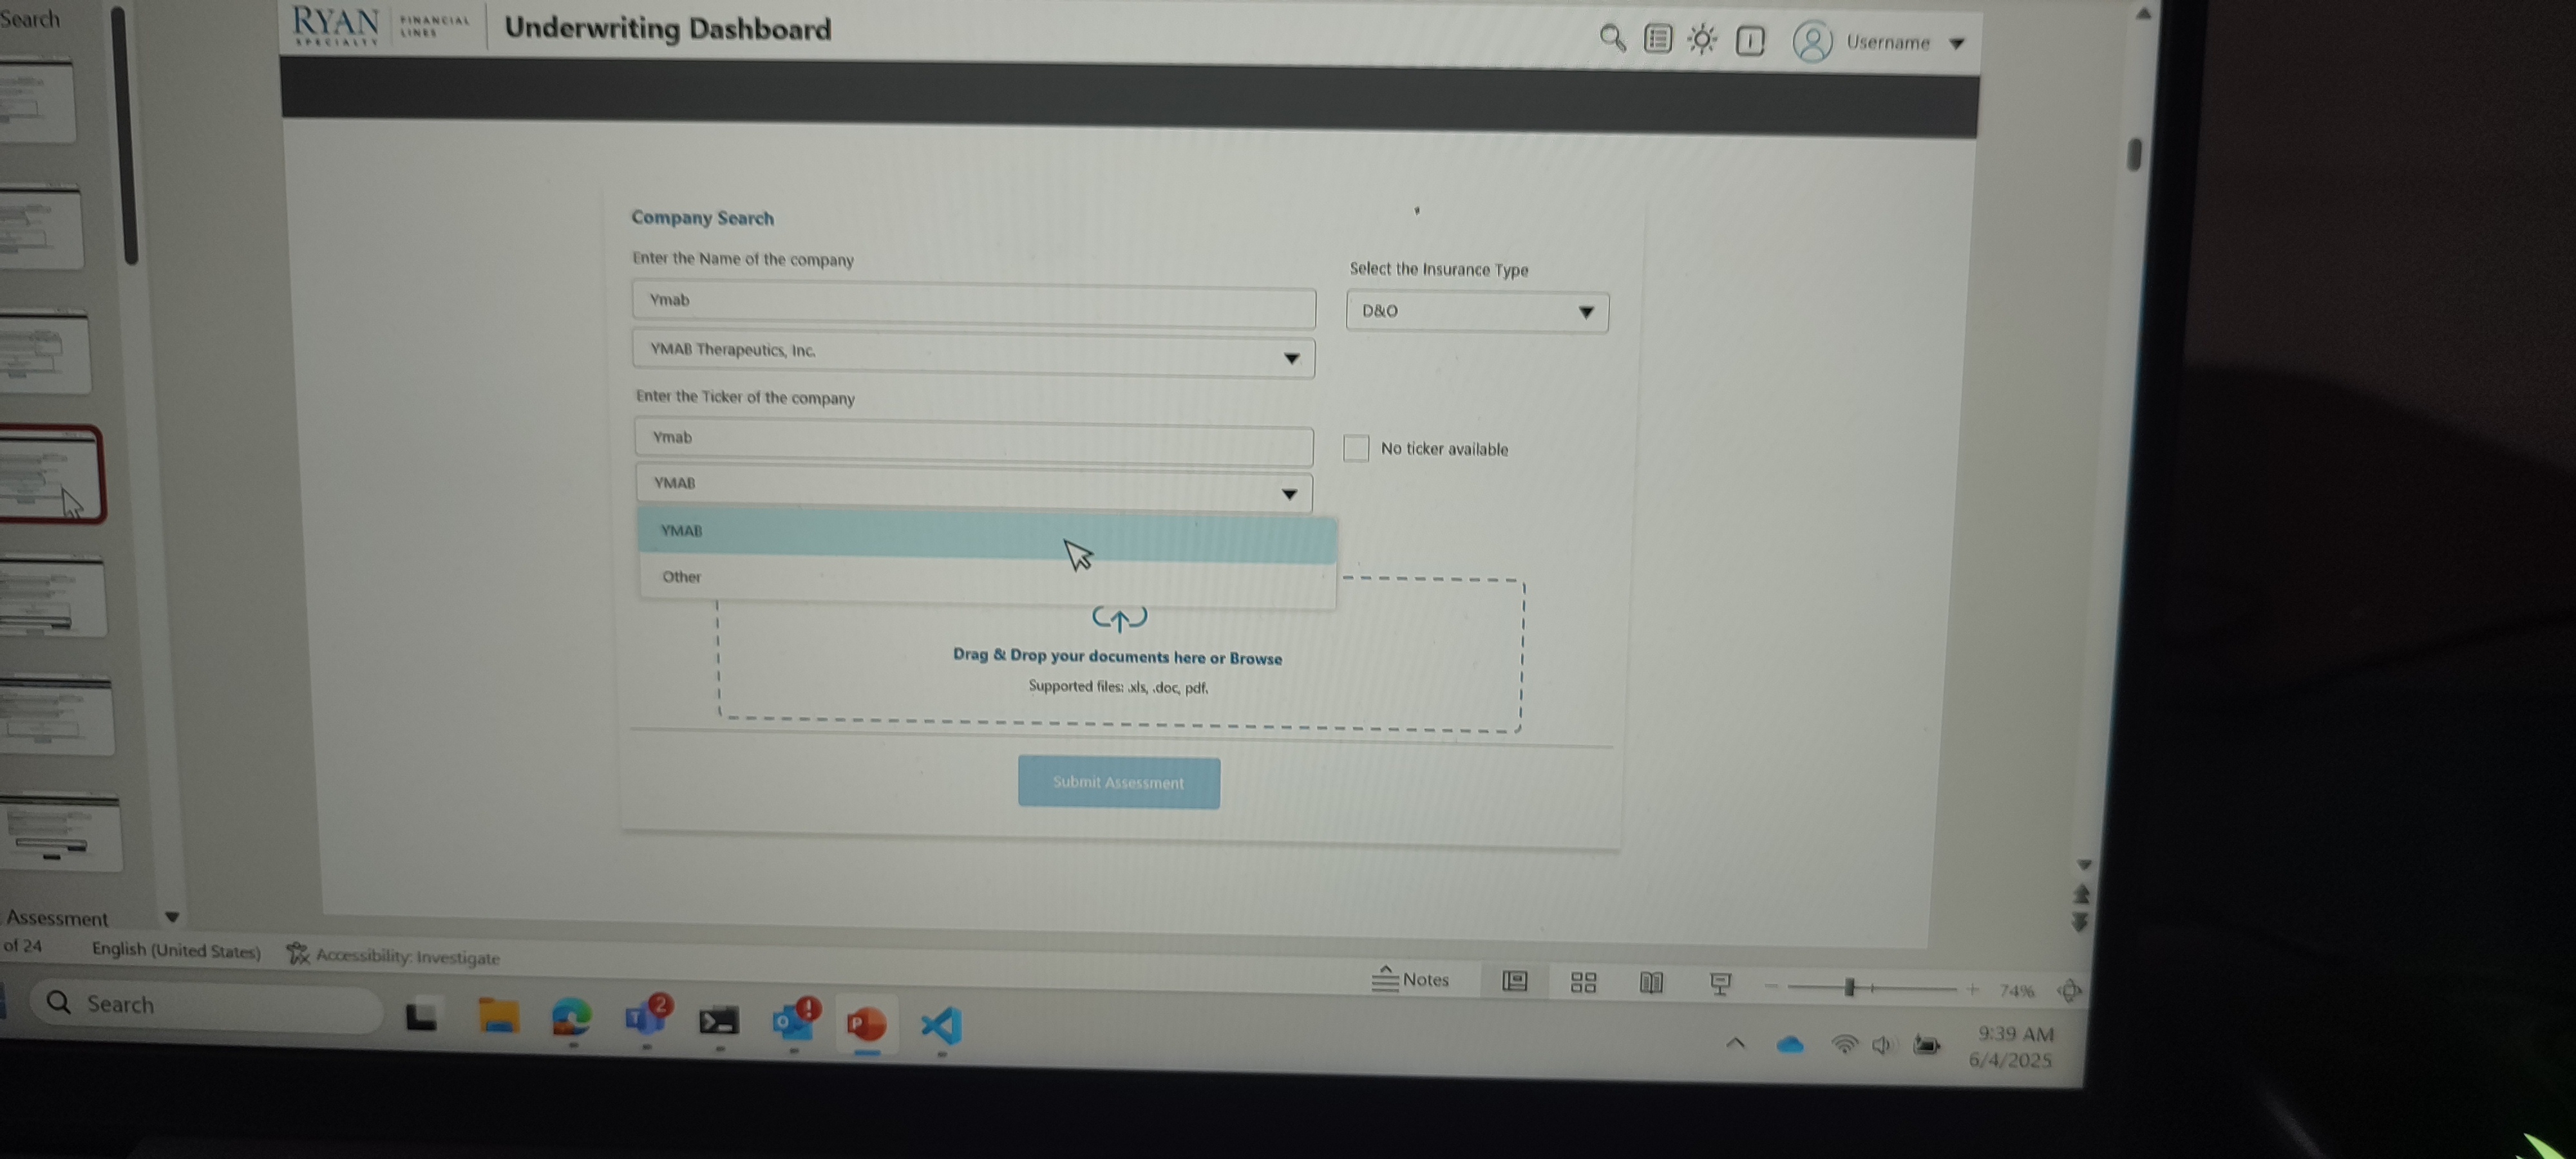 Search
RYAN
SPECIALTY
FINANCIAL
LINES
Underwriting Dashboard
Username
Company Search
Enter the Name of the company
Select the Insurance Type
Ymab
D&O
YMAB Therapeutics, Inc.
Enter the Ticker of the company
Ymab
No ticker available
YMAB
YMAB
Other
Drag & Drop your documents here or Browse
Supported files: .xls, .doc, pdf.
Submit Assessment
Assessment
of 24
English (United States)
Accessibility: Investigate
Notes
74%
Search
2
9:39 AM
6/4/2025